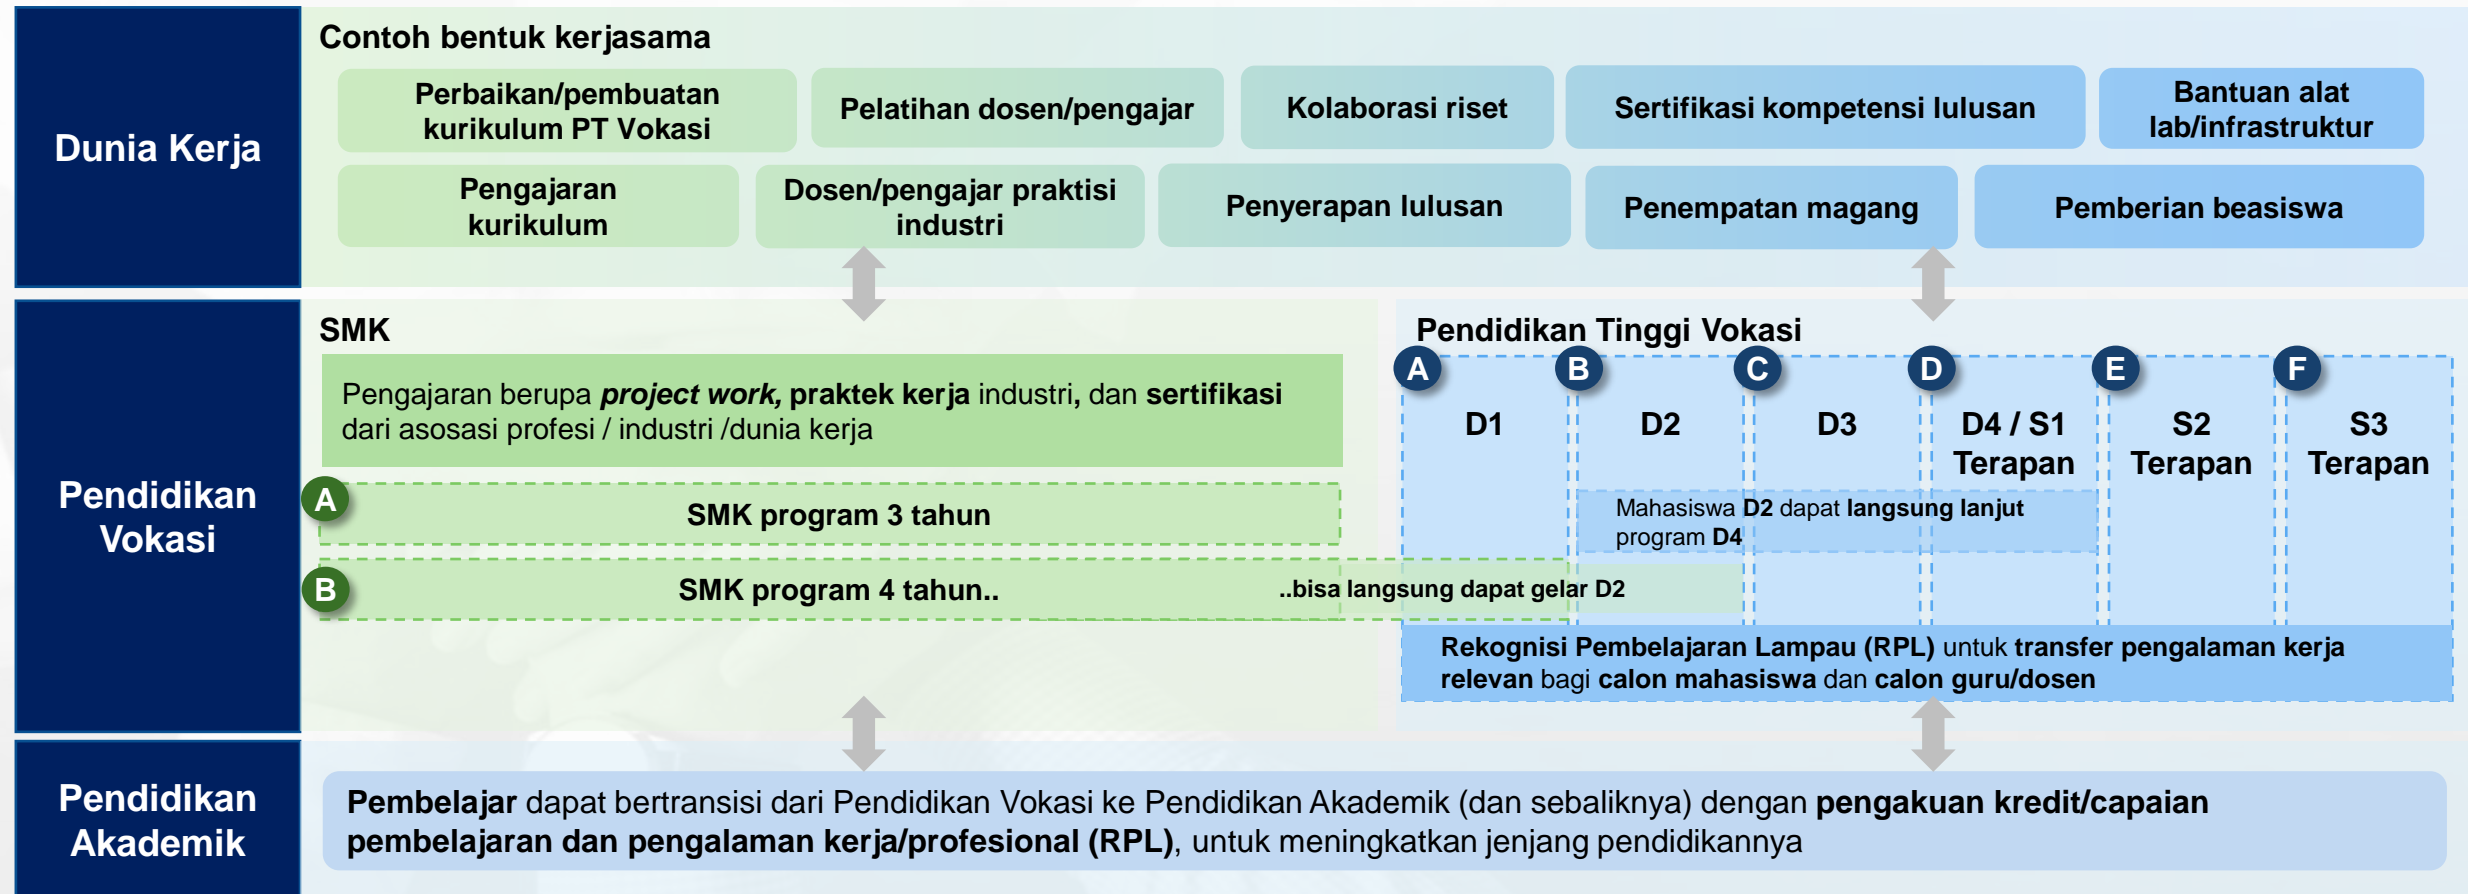 Dunia Kerja
Contoh bentuk kerjasama
Perbaikan/pembuatan
kurikulum PT Vokasi
Pelatihan dosen/pengajar
Kolaborasi riset
Sertifikasi kompetensi lulusan
Bantuan alat
lab/infrastruktur
Pengajaran
kurikulum
Dosen/pengajar praktisi
industri
Penyerapan lulusan
Penempatan magang
Pemberian beasiswa
Pendidikan
Vokasi
SMK
Pengajaran berupa project work, praktek kerja industri, dan sertifikasi
dari asosasi profesi / industri /dunia kerja
A
SMK program 3 tahun
B
SMK program 4 tahun..
..bisa langsung dapat gelar D2
Pendidikan Tinggi Vokasi
A
B
C
D
E
F
D1
D2
D3
D4 / S1
Terapan
S2
Terapan
S3
Terapan
Mahasiswa D2 dapat langsung lanjut
program D4
Rekognisi Pembelajaran Lampau (RPL) untuk transfer pengalaman kerja
relevan bagi calon mahasiswa dan calon guru/dosen
Pendidikan
Akademik
Pembelajar dapat bertransisi dari Pendidikan Vokasi ke Pendidikan Akademik (dan sebaliknya) dengan pengakuan kredit/capaian
pembelajaran dan pengalaman kerja/profesional (RPL), untuk meningkatkan jenjang pendidikannya